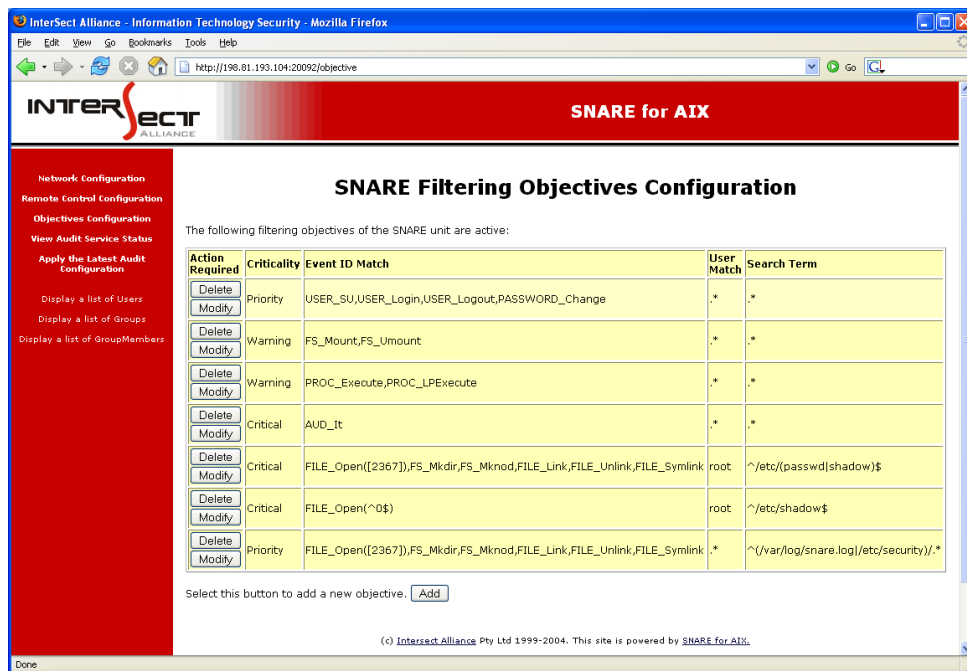 InterSect Alliance - Information Technology Security - Mozilla Firefox
File Edit View Go Bookmarks Tools Help
http://198.81.193.104:20092/objective
Go
INTERSECT
ALLIANCE
SNARE for AIX
Network Configuration
Remote Control Configuration
Objectives Configuration
View Audit Service Status
Apply the Latest Audit
Configuration
Display a list of Users
Display a list of Groups
Display a list of GroupMembers
SNARE Filtering Objectives Configuration
The following filtering objectives of the SNARE unit are active:
Action Required Criticality Event ID Match User Match Search Term
Delete Modify Priority USER_SU,USER_Login,USER_Logout,PASSWORD_Change .* .*
Delete Modify Warning FS_Mount,FS_Umount .* .*
Delete Modify Warning PROC_Execute,PROC_LPExecute .* .*
Delete Modify Critical AUD_It .* .*
Delete Modify Critical FILE_Open([2367]),FS_Mkdir,FS_Mknod,FILE_Link,FILE_Unlink,FILE_Symlink root ^/etc/(passwd|shadow)$
Delete Modify Critical FILE_Open(^0$) root ^/etc/shadow$
Delete Modify Priority FILE_Open([2367]),FS_Mkdir,FS_Mknod,FILE_Link,FILE_Unlink,FILE_Symlink .* ^(/var/log/snare.log|/etc/security)/.*
Select this button to add a new objective. Add
(c) Intersect Alliance Pty Ltd 1999-2004. This site is powered by SNARE for AIX.
Done